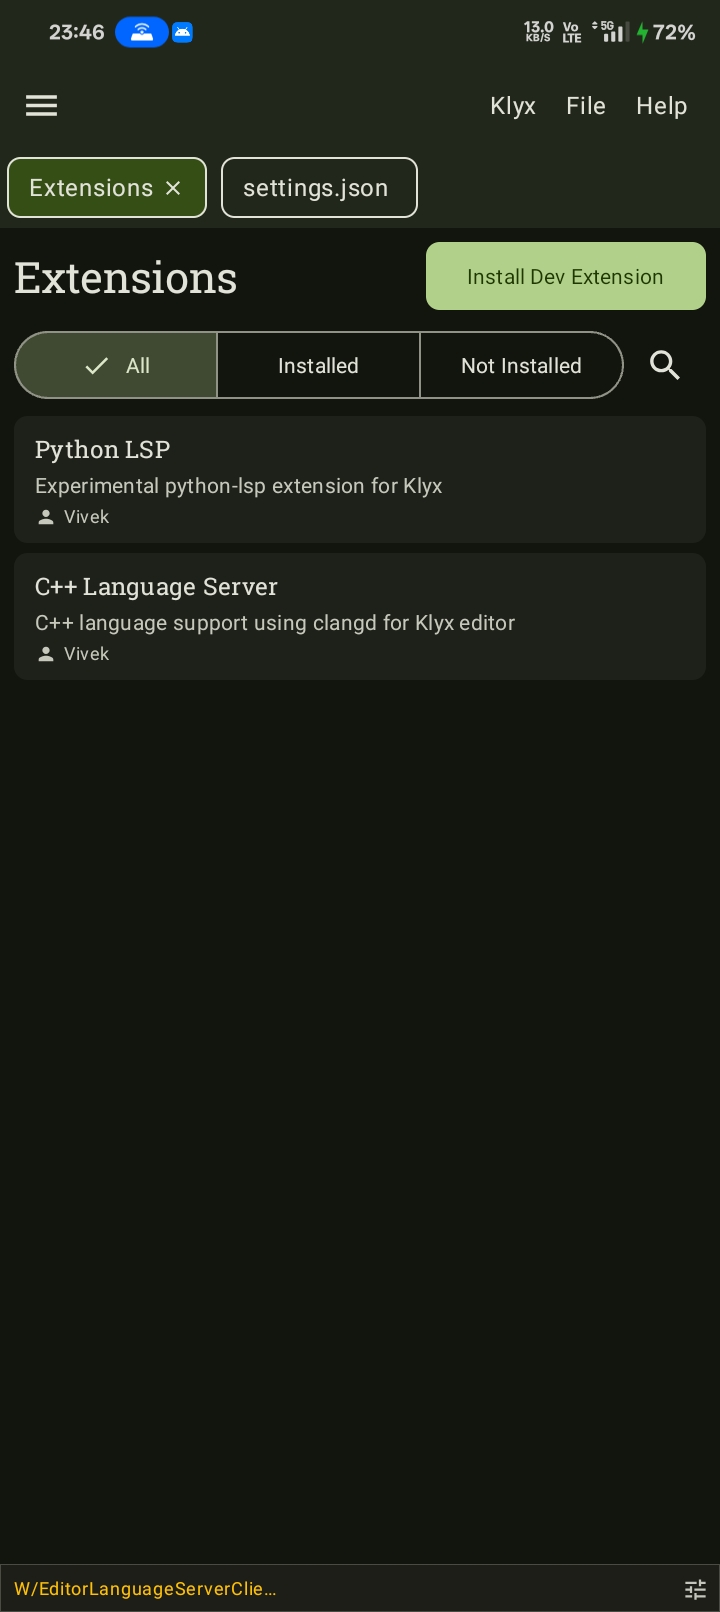 23:46 13.0 KB/S Vo LTE 5G 72%
Klyx File Help
Extensions settings.json
Extensions Install Dev Extension
All Installed Not Installed
Python LSP
Experimental python-lsp extension for Klyx
Vivek
C++ Language Server
C++ language support using clangd for Klyx editor
Vivek
W/EditorLanguageServerClie...